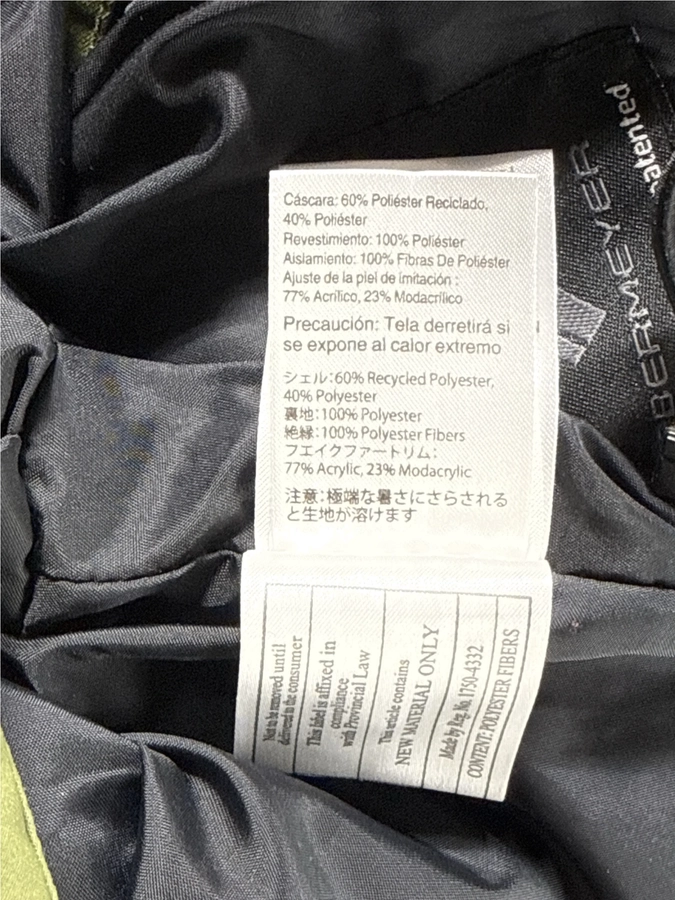 Cáscara: 60% Poliéster Reciclado,
40% Poliéster
Revestimiento: 100% Poliéster
Aislamiento: 100% Fibras De Poliéster
Ajuste de la piel de imitación :
77% Acrílico, 23% Modacrílico
Precaución: Tela derretirá si
se expone al calor extremo
シェル:60% Recycled Polyester,
40% Polyester
裏地:100% Polyester
絶縁:100% Polyester Fibers
フェイクファートリム:
77% Acrylic, 23% Modacrylic
注意:極端な暑さにさらされる
と生地が溶けます
Not to be removed until
delivered to the consumer
This label is affixed in
compliance
with Provincial Law
This article contains
NEW MATERIAL ONLY
Made by Reg. No. 1750-4332
CONTENT: POLYESTER FIBERS
BERMEYER
patented